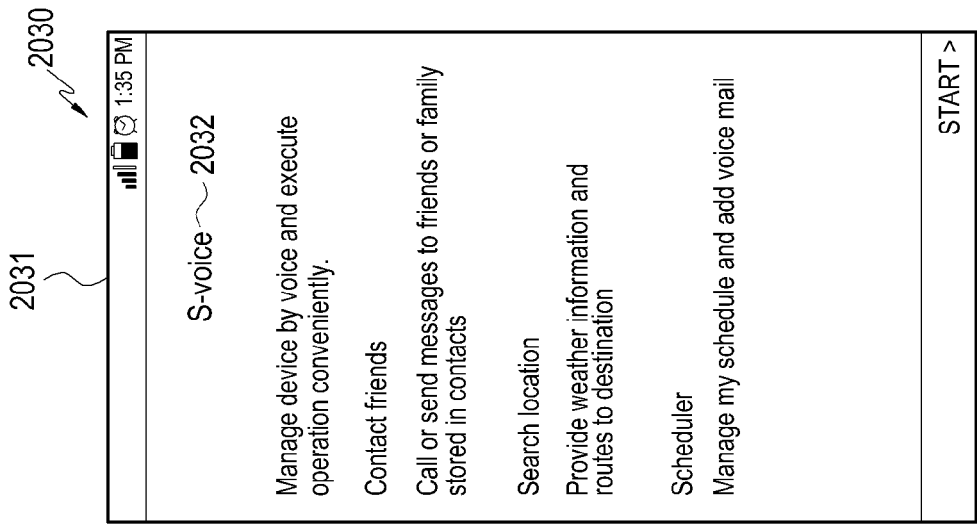 2030
2031
1:35 PM
S-voice 2032
Manage device by voice and execute
operation conveniently.
Contact friends
Call or send messages to friends or family
stored in contacts
Search location
Provide weather information and
routes to destination
Scheduler
Manage my schedule and add voice mail
START >